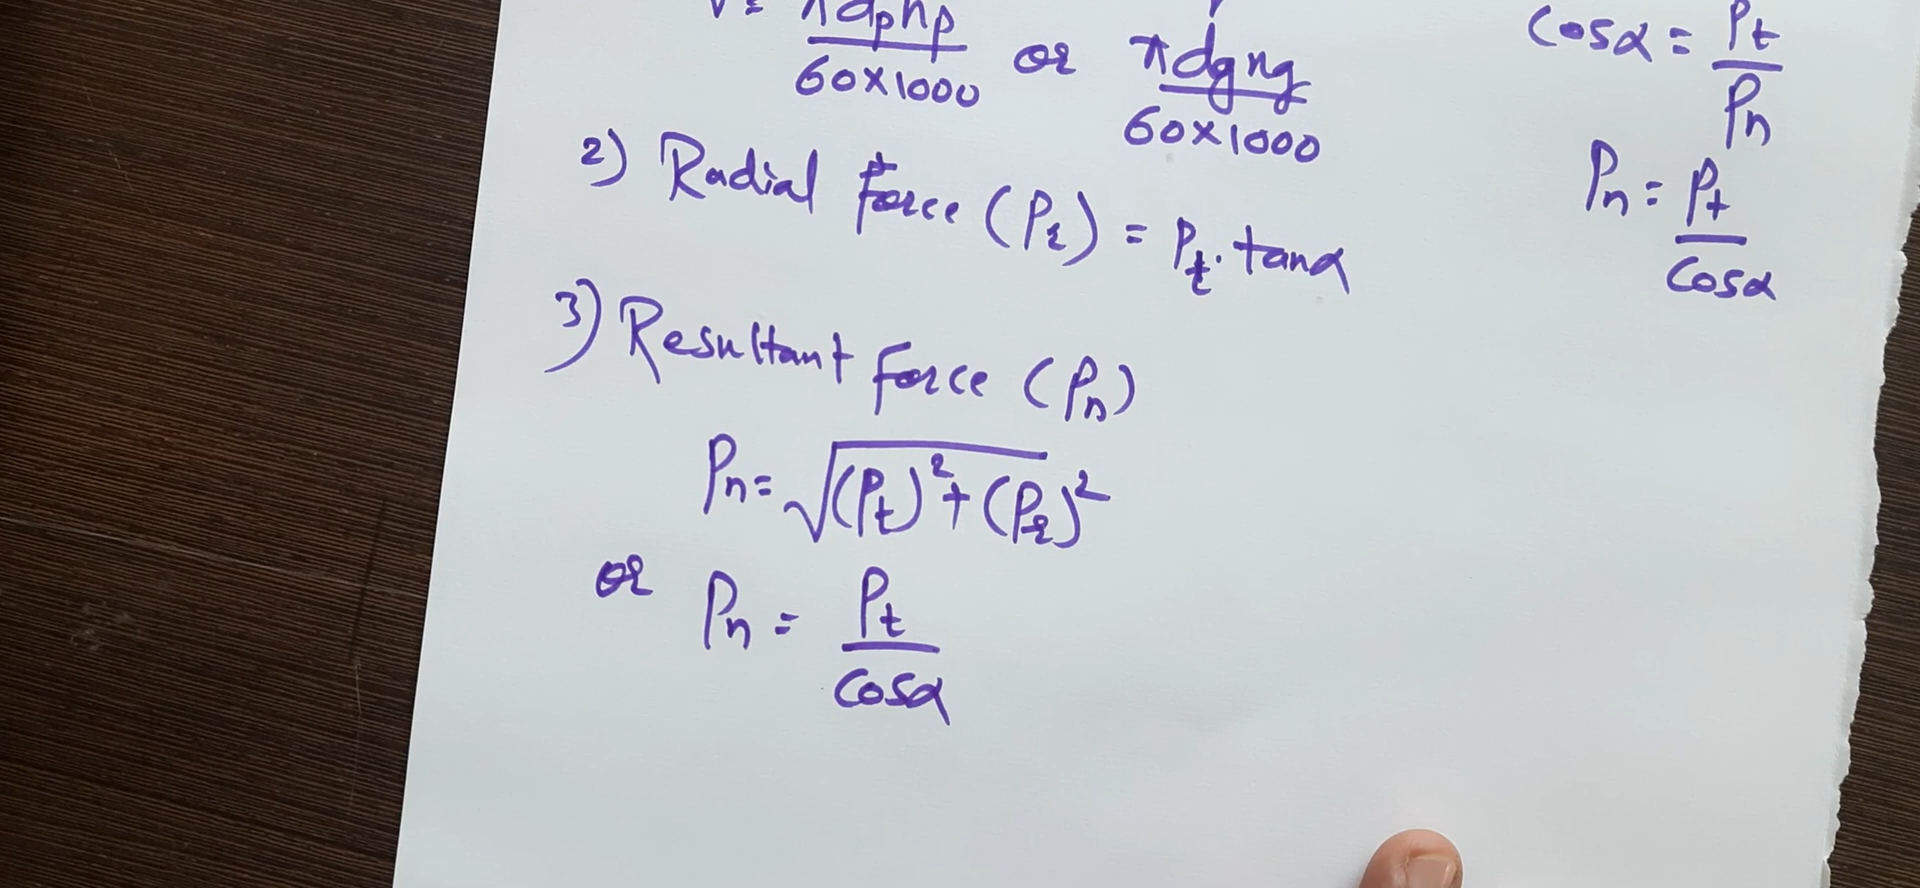 V = πdpnp / 60×1000 or πdgng / 60×1000
2) Radial force (Pr) = Pt. tanα
3) Resultant force (Pn)
Pn = √(Pt)² + (Pr)²
or Pn = Pt / cosα
cosα = Pt / Pn
Pn = Pt / cosα